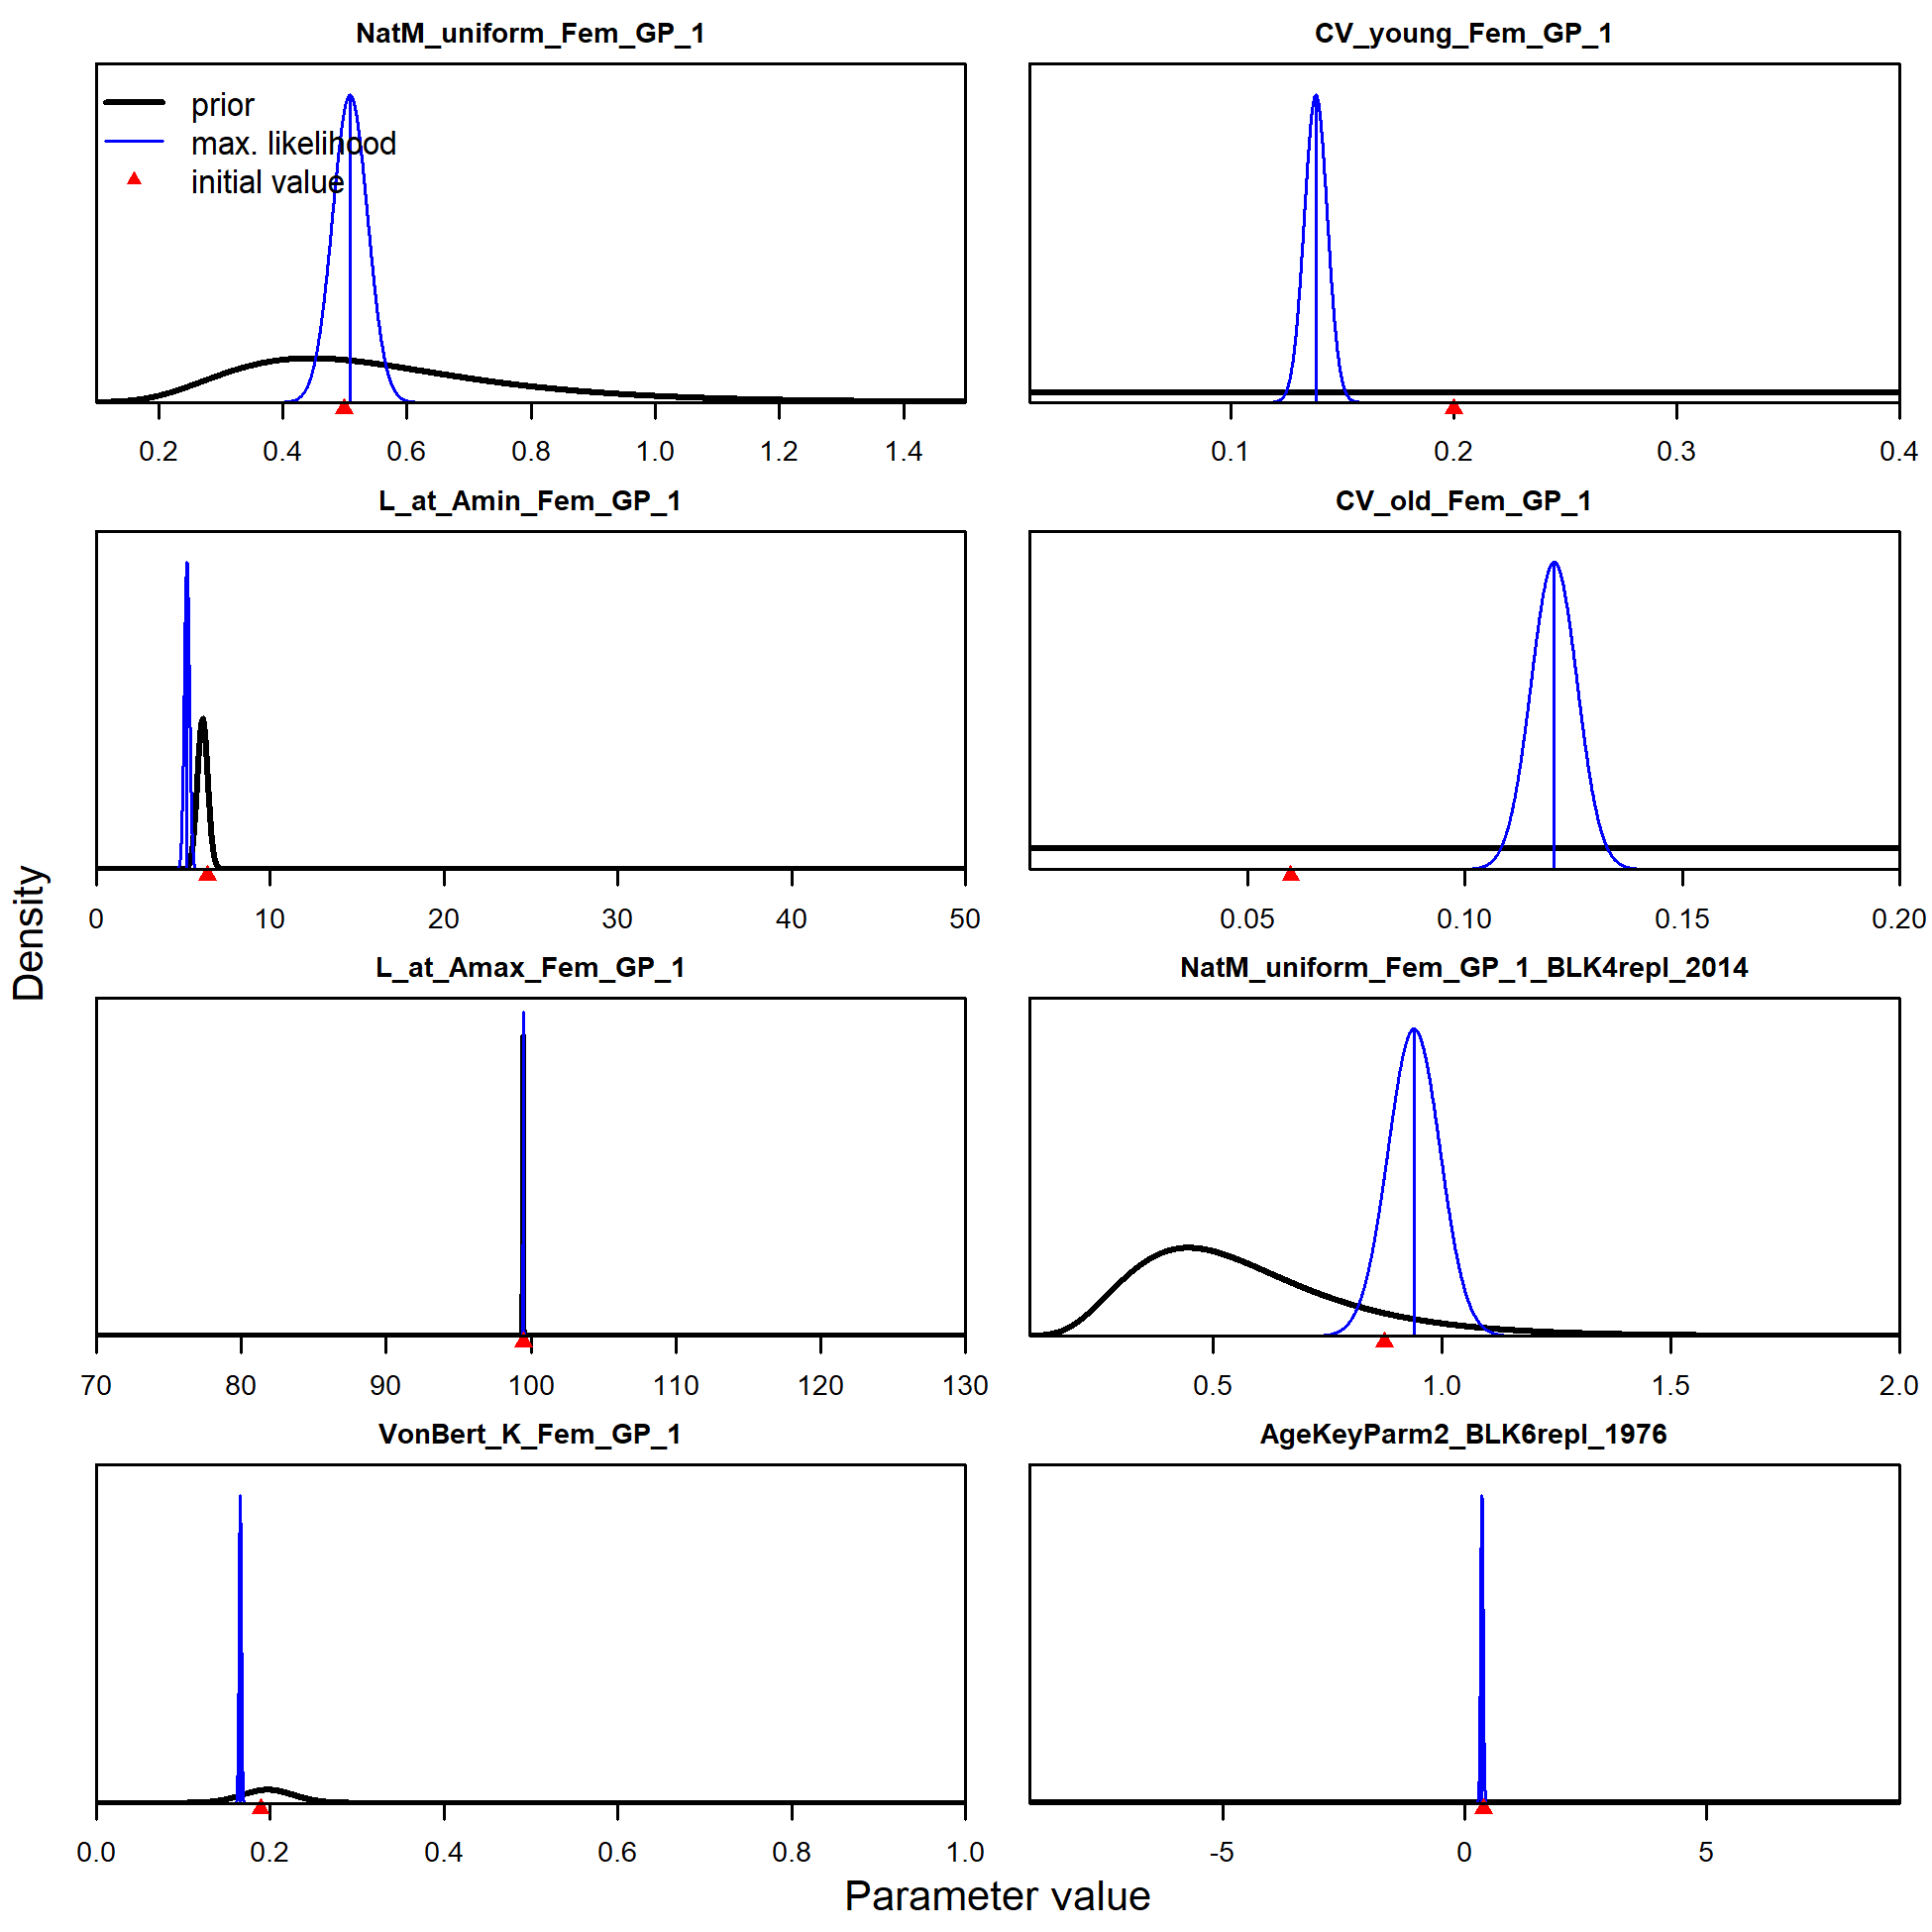 NatM_uniform_Fem_GP_1
prior
max. likelihood
initial value
0.2 0.4 0.6 0.8 1.0 1.2 1.4
CV_young_Fem_GP_1
0.1 0.2 0.3 0.4
L_at_Amin_Fem_GP_1
0 10 20 30 40 50
CV_old_Fem_GP_1
0.05 0.10 0.15 0.20
L_at_Amax_Fem_GP_1
70 80 90 100 110 120 130
NatM_uniform_Fem_GP_1_BLK4repl_2014
0.5 1.0 1.5 2.0
VonBert_K_Fem_GP_1
0.0 0.2 0.4 0.6 0.8 1.0
AgeKeyParm2_BLK6repl_1976
-5 0 5
Density
Parameter value